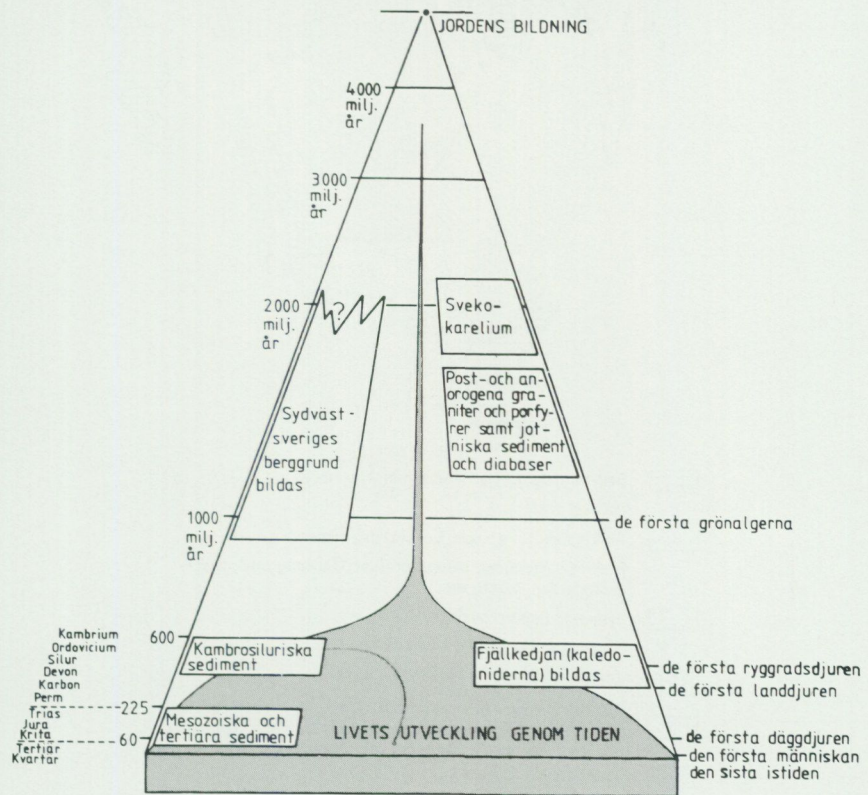 JORDENS BILDNING
4000
milj.
år
3000
milj.
år
2000
milj.
år
?
Sveko-
karelium
Post- och an-
orogena gra-
niter och porfy-
rer samt jot-
niska sediment
och diabaser
Sydväst-
sveriges
berggrund
bildas
1000
milj.
år
de första grönalgerna
600
Kambrium
Ordovicium
Silur
Devon
Karbon
Perm
Trias
Jura
Krita
Tertiär
Kvartär
225
60
Kambrosiluriska
sediment
Fjällkedjan (kaledo-
niderna) bildas
de första ryggradsdjuren
de första landdjuren
Mesozoiska och
tertiära sediment
LIVETS UTVECKLING GENOM TIDEN
de första däggdjuren
den första människan
den sista istiden